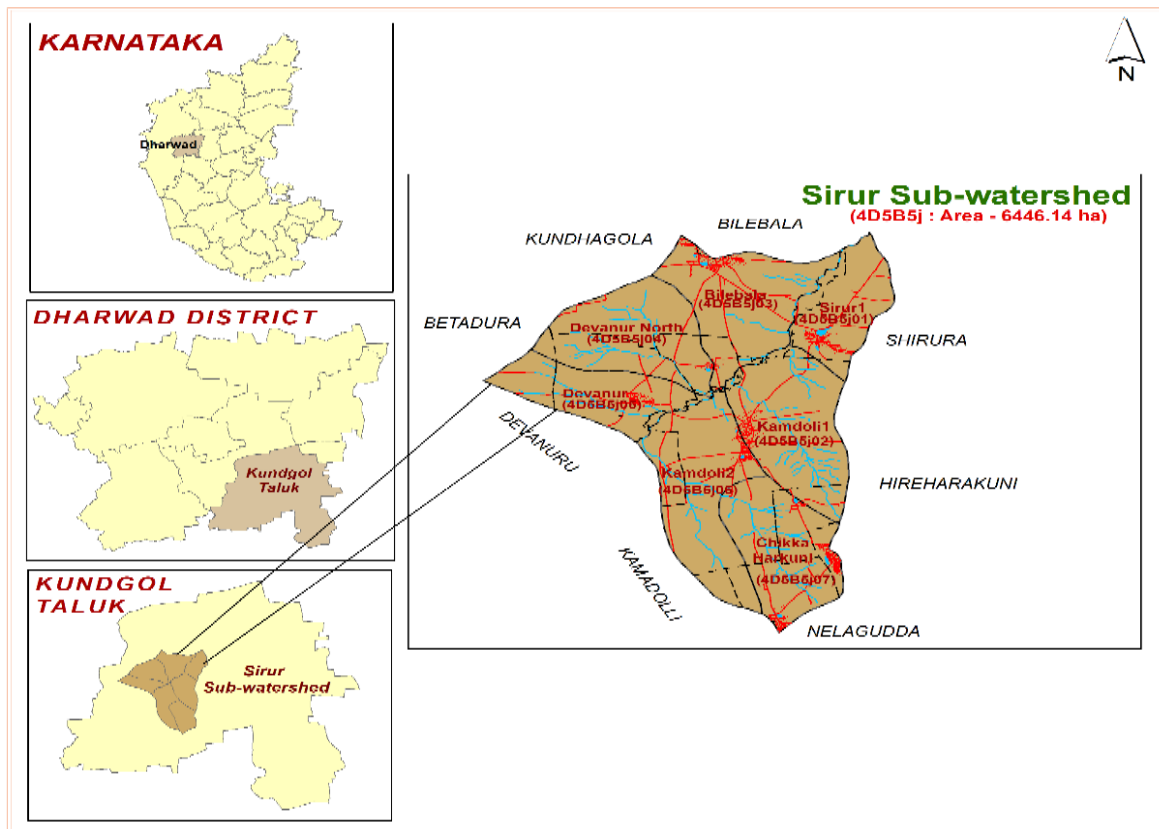 KARNATAKA
Dharwad
DHARWAD DISTRICT
Kundgol
Taluk
KUNDGOL
TALUK
Sirur
Sub-watershed
N
Sirur Sub-watershed
(4D5B5j : Area - 6446.14 ha)
BILEBALA
KUNDHAGOLA
BETADURA
DEVANURU
KAMADOLLI
NELAGUDDA
HIREHARAKUNI
SHIRURA
Bilebala
(4D5B5j03)
Sirur1
(4D5B5j01)
Devanur North
(4D5B5j04)
Devanur
(4D5B5j05)
Kamdoli1
(4D5B5j02)
Kamdoli2
(4D5B5j06)
Chikka
Harkuni
(4D5B5j07)